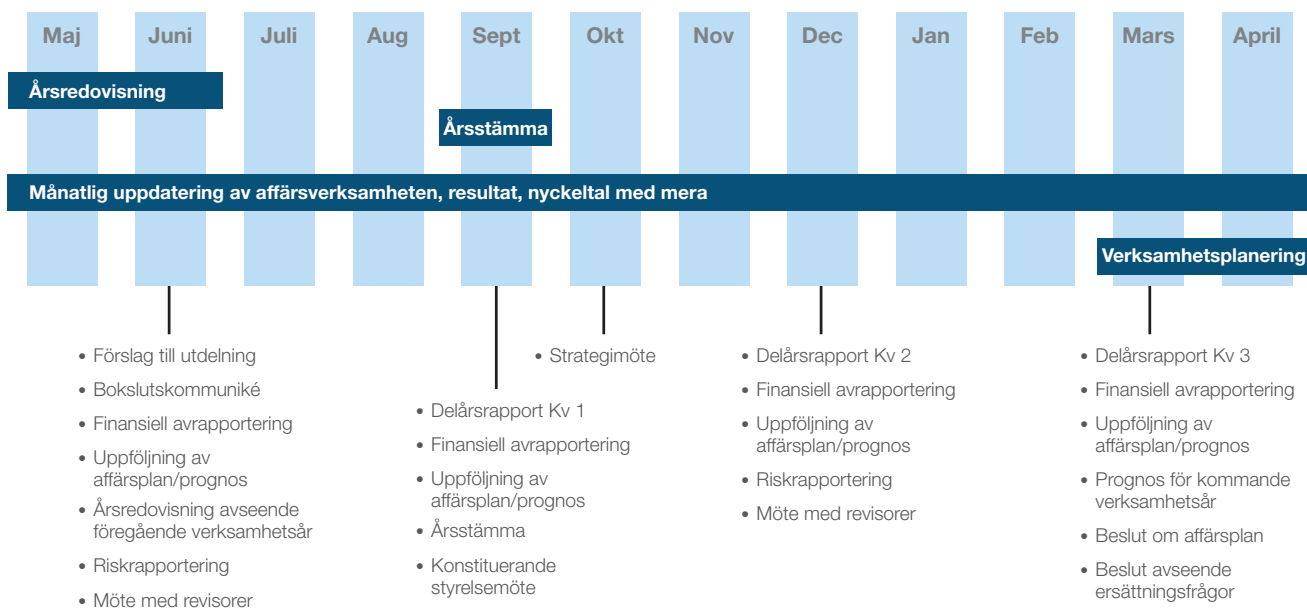 Maj Juni Juli Aug Sept Okt Nov Dec Jan Feb Mars April
Årsredovisning
Årsstämma
Månatlig uppdatering av affärsverksamheten, resultat, nyckeltal med mera
Verksamhetsplanering
• Förslag till utdelning
• Bokslutskommuniké
• Finansiell avrapportering
• Uppföljning av
affärsplan/prognos
• Årsredovisning avseende
föregående verksamhetsår
• Riskrapportering
• Möte med revisorer
• Delårsrapport Kv 1
• Finansiell avrapportering
• Uppföljning av
affärsplan/prognos
• Årsstämma
• Konstituerande
styrelsemöte
• Strategimöte
• Delårsrapport Kv 2
• Finansiell avrapportering
• Uppföljning av
affärsplan/prognos
• Riskrapportering
• Möte med revisorer
• Delårsrapport Kv 3
• Finansiell avrapportering
• Uppföljning av
affärsplan/prognos
• Prognos för kommande
verksamhetsår
• Beslut om affärsplan
• Beslut avseende
ersättningsfrågor